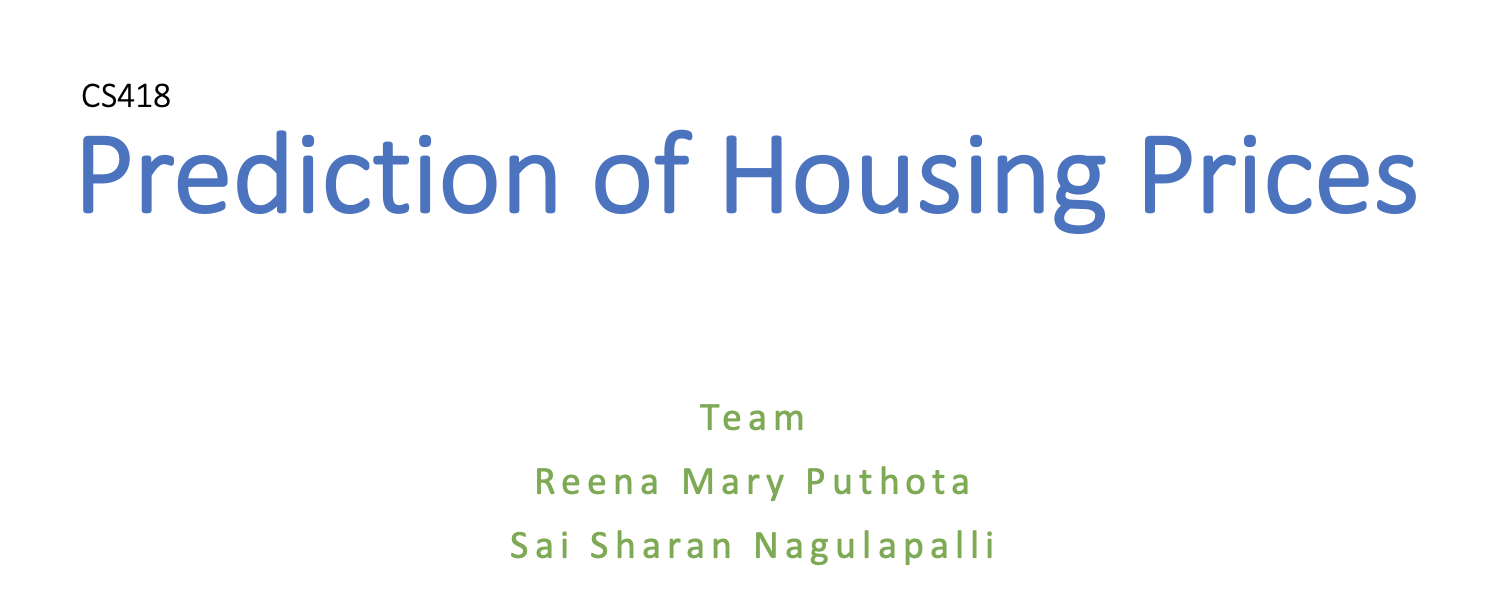 CS418
Prediction of Housing Prices
Team
Reena Mary Puthota
Sai Sharan Nagulapalli